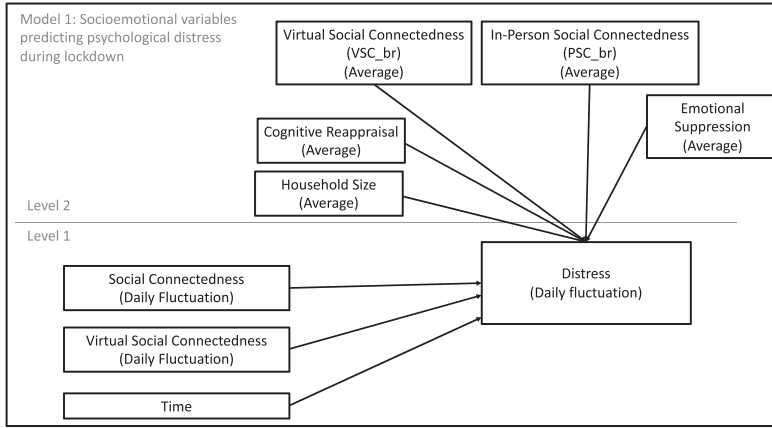 Model 1: Socioemotional variables
predicting psychological distress
during lockdown
Virtual Social Connectedness
(VSC_br)
(Average)
In-Person Social Connectedness
(PSC_br)
(Average)
Emotional
Suppression
(Average)
Cognitive Reappraisal
(Average)
Household Size
(Average)
Level 2
Level 1
Distress
(Daily fluctuation)
Social Connectedness
(Daily Fluctuation)
Virtual Social Connectedness
(Daily Fluctuation)
Time